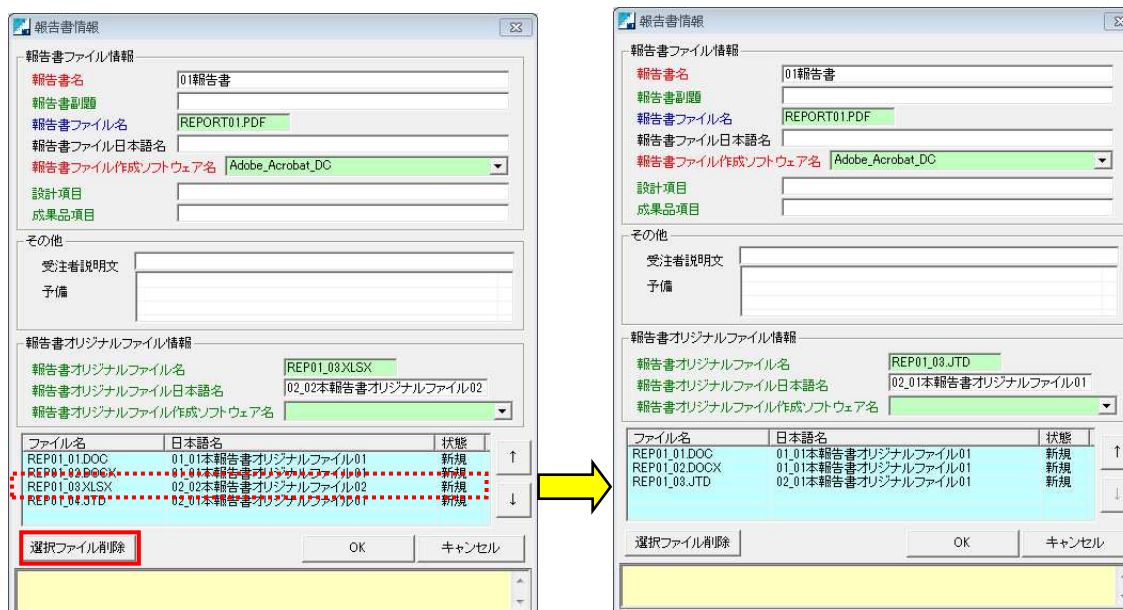 報告書情報
報告書ファイル情報
報告書名 01報告書
報告書副題
報告書ファイル名 REPORT01.PDF
報告書ファイル日本語名
報告書ファイル作成ソフトウェア名 Adobe_Acrobat_DC
設計項目
成果品項目
その他
受注者説明文
予備
報告書オリジナルファイル情報
報告書オリジナルファイル名 REP01_03.XLSX
報告書オリジナルファイル日本語名 02_02本報告書オリジナルファイル02
報告書オリジナルファイル作成ソフトウェア名
ファイル名 日本語名 状態
REP01_01.DOC 01_01本報告書オリジナルファイル01 新規
REP01_02.DOCX 01_01本報告書オリジナルファイル01 新規
REP01_03.XLSX 02_02本報告書オリジナルファイル02 新規
REP01_04.JTD 02_01本報告書オリジナルファイル01 新規
↑
↓
選択ファイル削除 OK キャンセル
報告書情報
報告書ファイル情報
報告書名 01報告書
報告書副題
報告書ファイル名 REPORT01.PDF
報告書ファイル日本語名
報告書ファイル作成ソフトウェア名 Adobe_Acrobat_DC
設計項目
成果品項目
その他
受注者説明文
予備
報告書オリジナルファイル情報
報告書オリジナルファイル名 REP01_03.JTD
報告書オリジナルファイル日本語名 02_01本報告書オリジナルファイル01
報告書オリジナルファイル作成ソフトウェア名
ファイル名 日本語名 状態
REP01_01.DOC 01_01本報告書オリジナルファイル01 新規
REP01_02.DOCX 01_01本報告書オリジナルファイル01 新規
REP01_03.JTD 02_01本報告書オリジナルファイル01 新規
↑
↓
選択ファイル削除 OK キャンセル